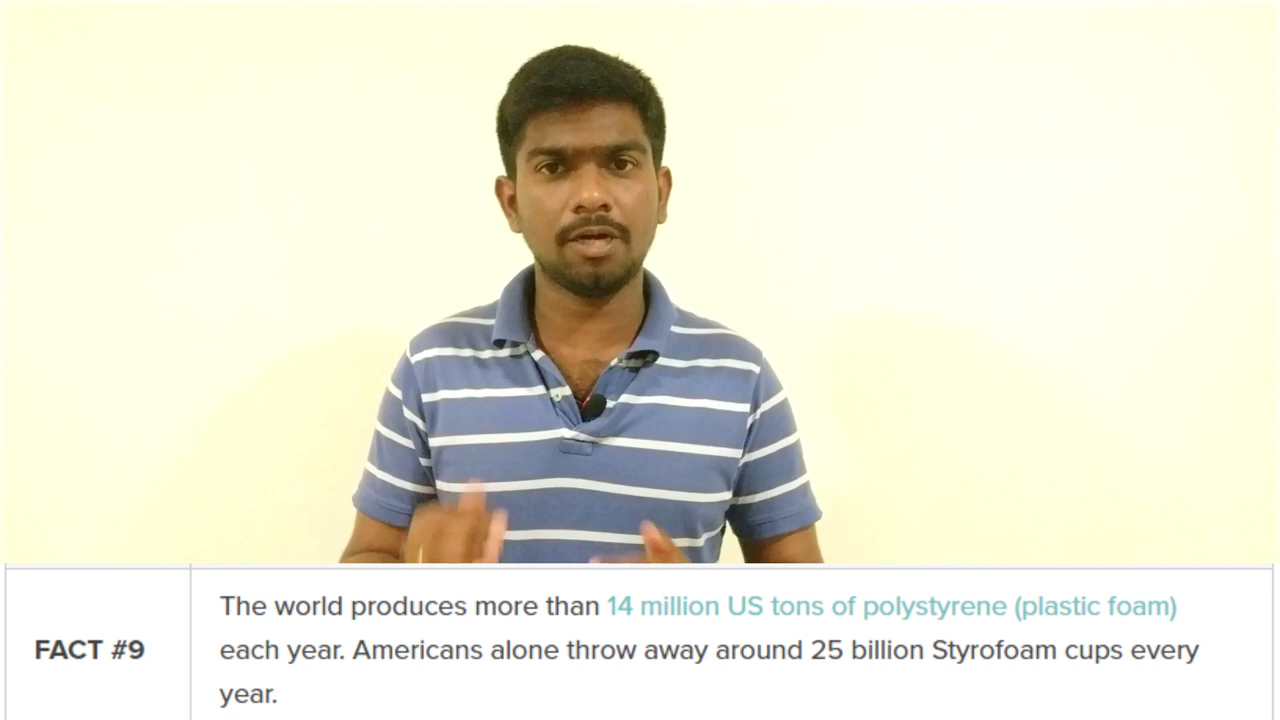 The world produces more than 14 million US tons of polystyrene (plastic foam)
FACT #9
each year. Americans alone throw away around 25 billion Styrofoam cups every
year.